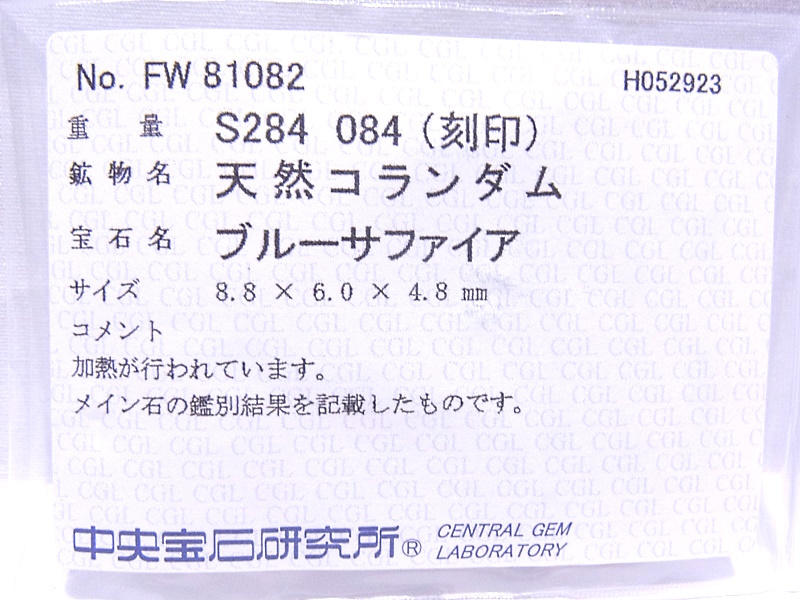 No. FW 81082 H052923
重量 S284 084 (刻印)
鉱物名 天然コランダム
宝石名 ブルーサファイア
サイズ 8.8 × 6.0 × 4.8 mm
コメント
加熱が行われています。
メイン石の鑑別結果を記載したものです。
中央宝石研究所® CENTRAL GEM
LABORATORY